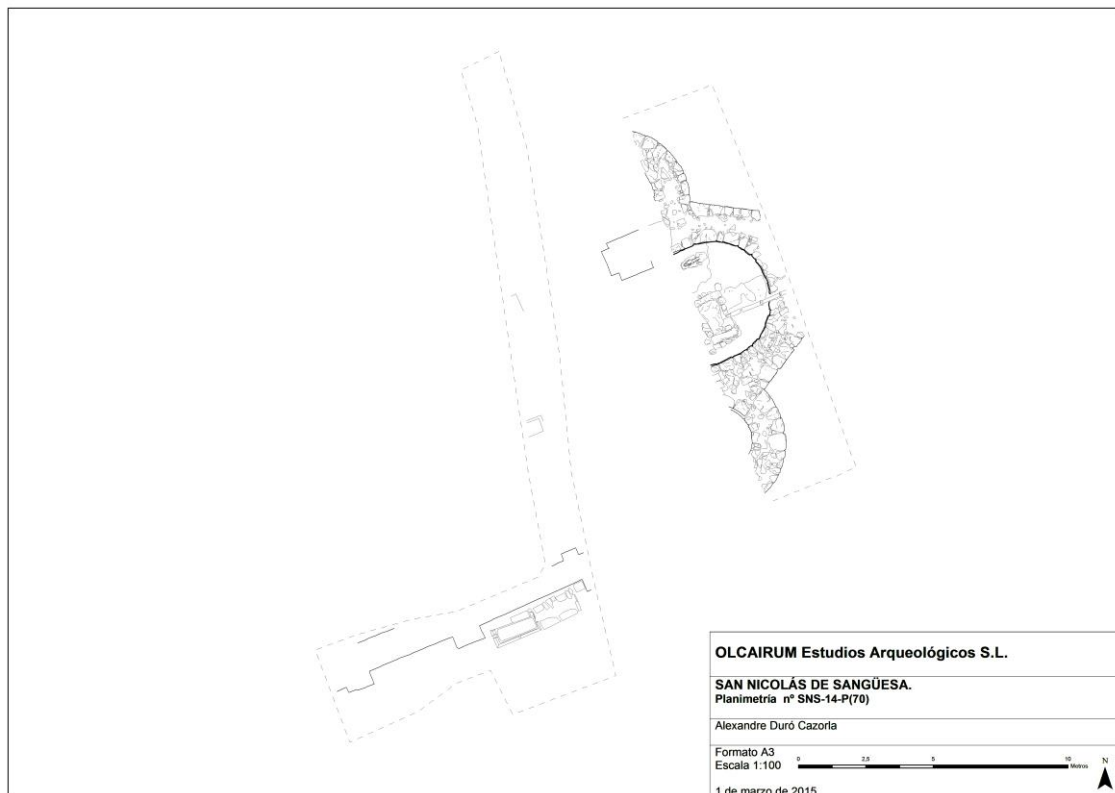 OLCAIRUM Estudios Arqueológicos S.L.
SAN NICOLÁS DE SANGÜESA.
Planimetría nº SNS-14-P(70)
Alexandre Duró Cazorla
Formato A3
Escala 1:100
0 2,5 5 10 Metros
N
1 de marzo de 2015